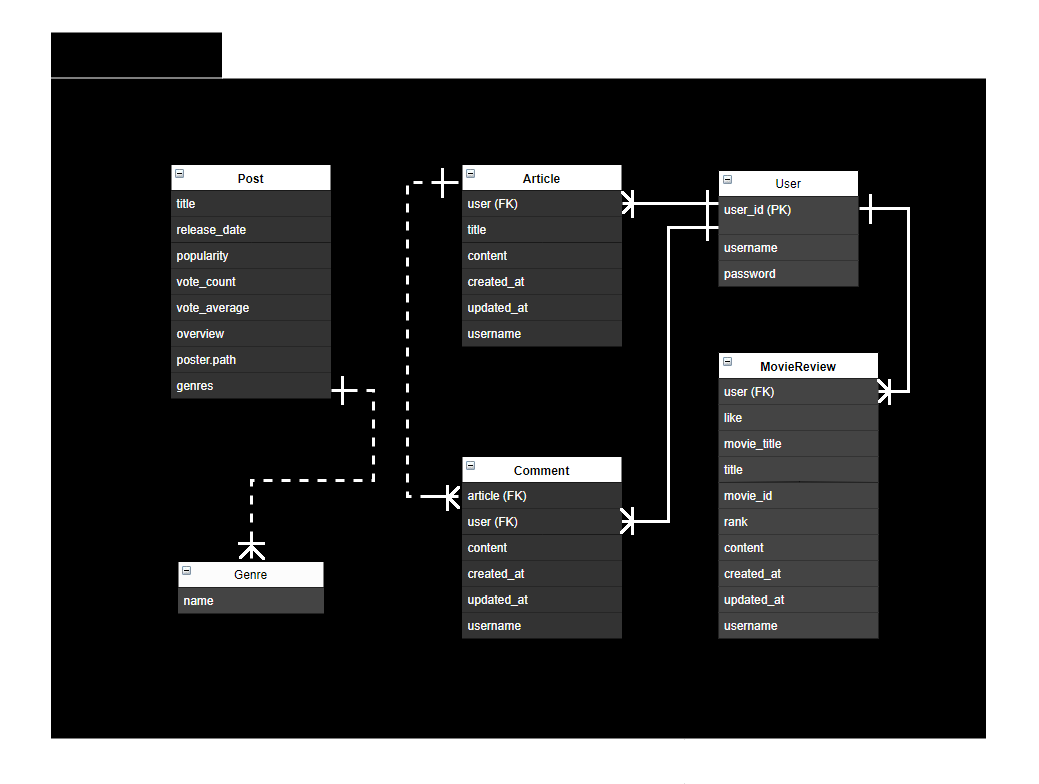 Post
title
release_date
popularity
vote_count
vote_average
overview
poster.path
genres
Article
user (FK)
title
content
created_at
updated_at
username
User
user_id (PK)
username
password
MovieReview
user (FK)
like
movie_title
title
movie_id
rank
content
created_at
updated_at
username
Comment
article (FK)
user (FK)
content
created_at
updated_at
username
Genre
name